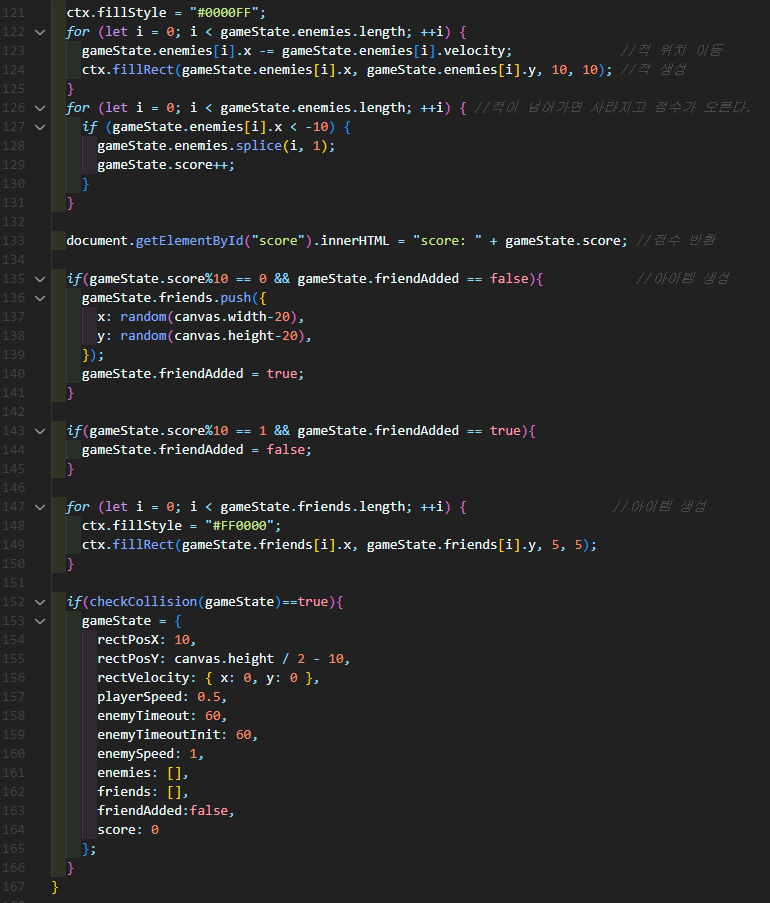 121 ctx.fillStyle = "#0000FF";
122 for (let i = 0; i < gameState.enemies.length; ++i) {
123 gameState.enemies[i].x -= gameState.enemies[i].velocity; //적 위치 이동
124 ctx.fillRect(gameState.enemies[i].x, gameState.enemies[i].y, 10, 10); //적 생성
125 }
126 for (let i = 0; i < gameState.enemies.length; ++i) { //적이 넘어가면 사라지고 점수가 오른다.
127 if (gameState.enemies[i].x < -10) {
128 gameState.enemies.splice(i, 1);
129 gameState.score++;
130 }
131 }
132
133 document.getElementById("score").innerHTML = "score: " + gameState.score; //점수 반환
134
135 if(gameState.score%10 == 0 && gameState.friendAdded == false){ //아이템 생성
136 gameState.friends.push({
137 x: random(canvas.width-20),
138 y: random(canvas.height-20),
139 });
140 gameState.friendAdded = true;
141 }
142
143 if(gameState.score%10 == 1 && gameState.friendAdded == true){
144 gameState.friendAdded = false;
145 }
146
147 for (let i = 0; i < gameState.friends.length; ++i) { //아이템 생성
148 ctx.fillStyle = "#FF0000";
149 ctx.fillRect(gameState.friends[i].x, gameState.friends[i].y, 5, 5);
150 }
151
152 if(checkCollision(gameState)==true){
153 gameState = {
154 rectPosX: 10,
155 rectPosY: canvas.height / 2 - 10,
156 rectVelocity: { x: 0, y: 0 },
157 playerSpeed: 0.5,
158 enemyTimeout: 60,
159 enemyTimeoutInit: 60,
160 enemySpeed: 1,
161 enemies: [],
162 friends: [],
163 friendAdded:false,
164 score: 0
165 };
166 }
167 }